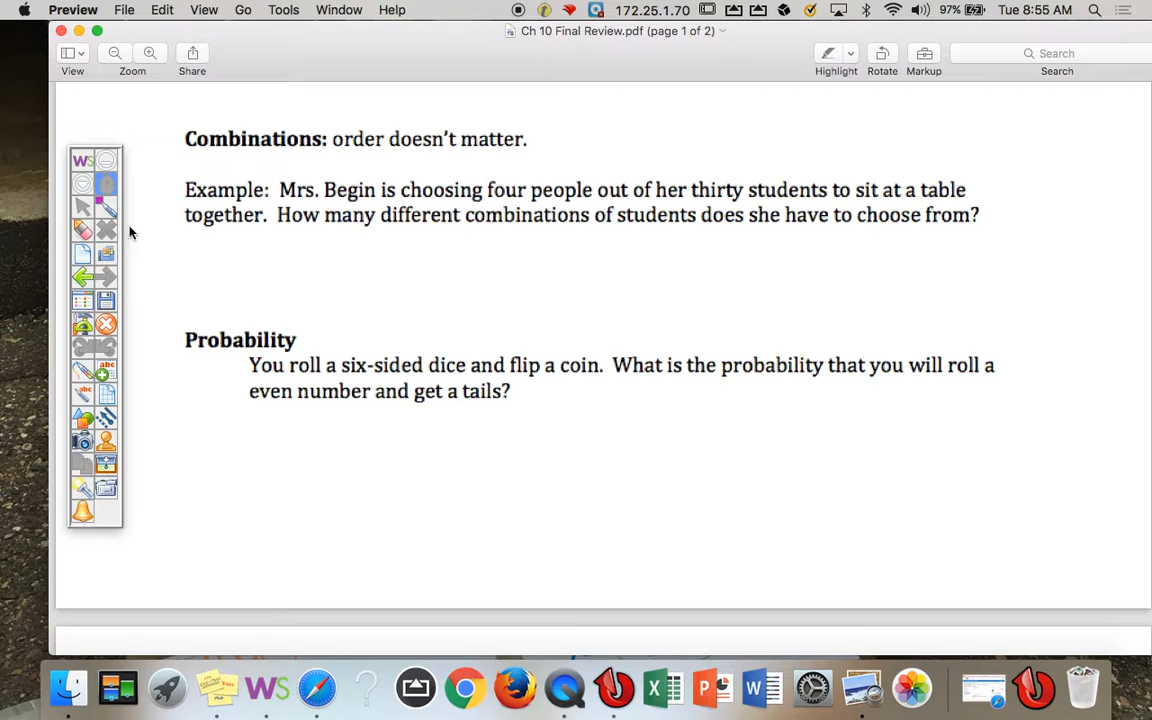 Preview File Edit View Go Tools Window Help 172.25.1.70 97% Tue 8:55 AM
Ch 10 Final Review.pdf (page 1 of 2)
View Zoom Share Highlight Rotate Markup Search
Search
Combinations: order doesn't matter.
Example: Mrs. Begin is choosing four people out of her thirty students to sit at a table
together. How many different combinations of students does she have to choose from?
Probability
You roll a six-sided dice and flip a coin. What is the probability that you will roll a
even number and get a tails?
WS
abc
abc
WS